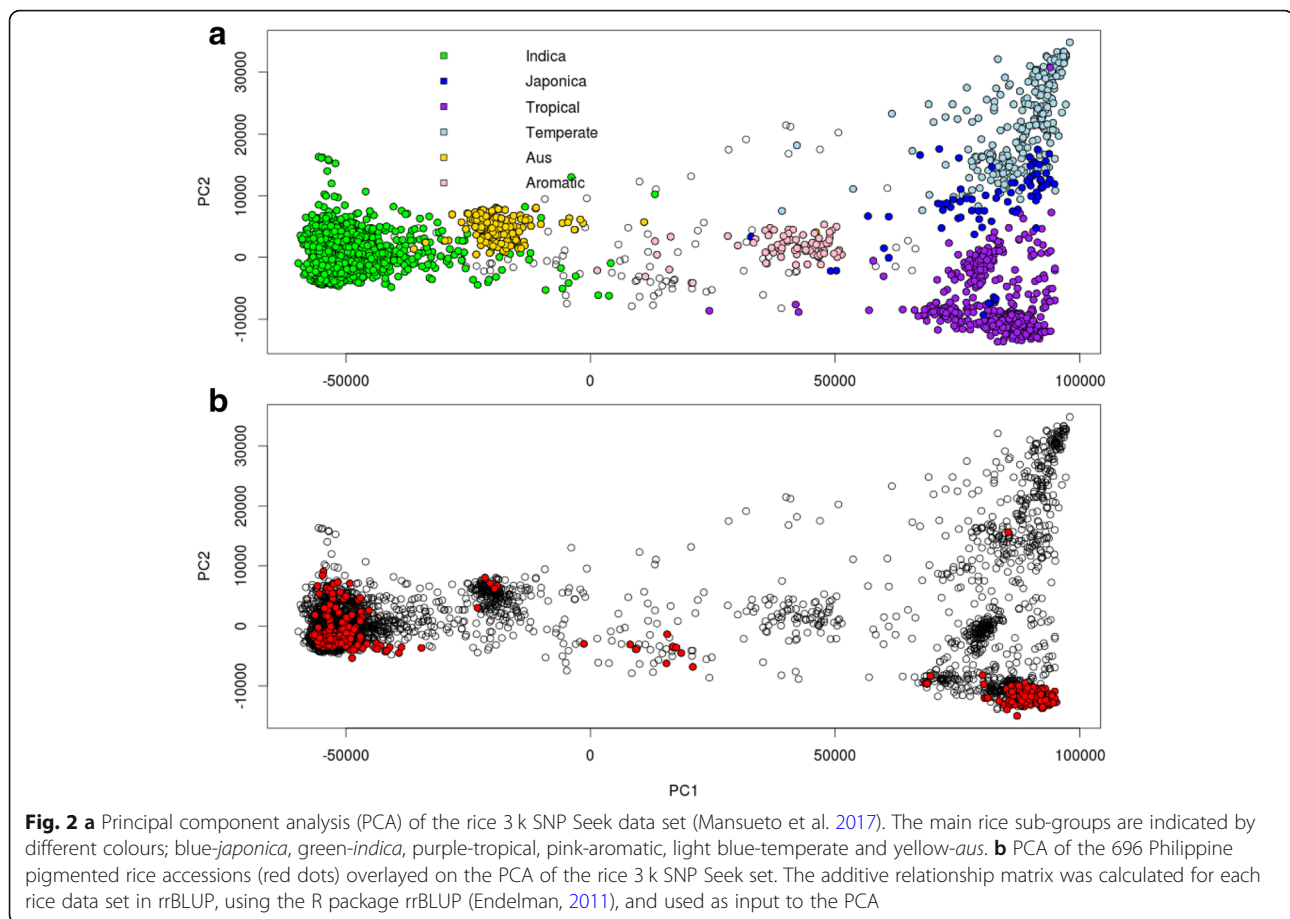 a
Indica
Japonica
Tropical
Temperate
Aus
Aromatic
PC2
30000
20000
10000
0
-10000
-50000
0
50000
100000
b
PC2
30000
20000
10000
0
-10000
-50000
0
50000
100000
PC1
Fig. 2 a Principal component analysis (PCA) of the rice 3 k SNP Seek data set (Mansueto et al. 2017). The main rice sub-groups are indicated by
different colours; blue-japonica, green-indica, purple-tropical, pink-aromatic, light blue-temperate and yellow-aus. b PCA of the 696 Philippine
pigmented rice accessions (red dots) overlayed on the PCA of the rice 3 k SNP Seek set. The additive relationship matrix was calculated for each
rice data set in rrBLUP, using the R package rrBLUP (Endelman, 2011), and used as input to the PCA